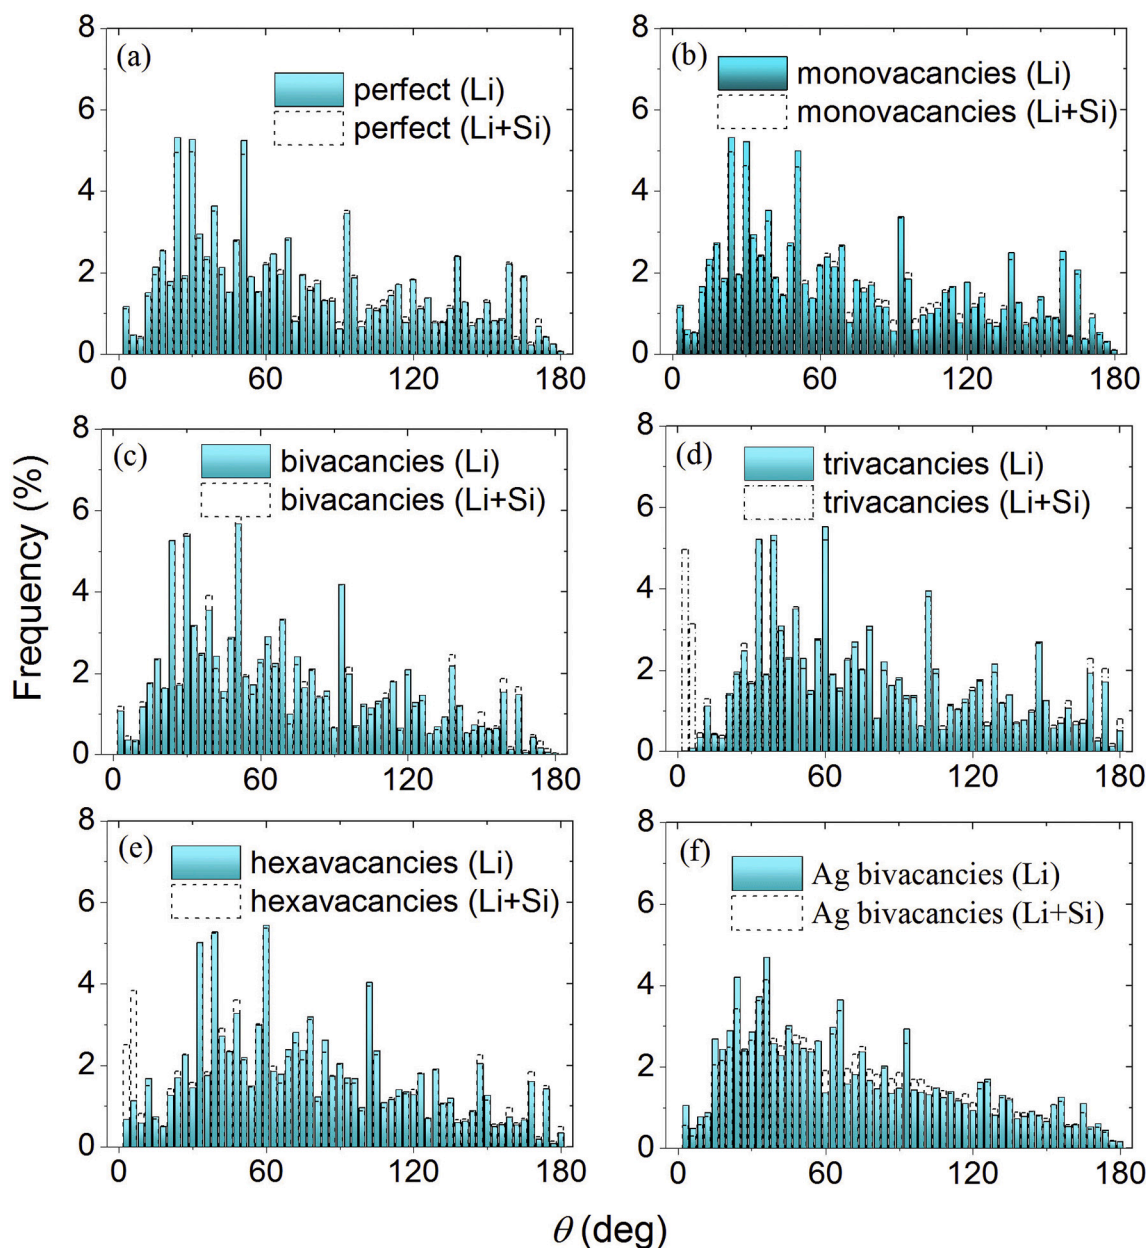 8
(a)
perfect (Li)
perfect (Li+Si)
6
4
2
0
0
60
120
180
8
(b)
monovacancies (Li)
monovacancies (Li+Si)
6
4
2
0
0
60
120
180
8
(c)
bivacancies (Li)
bivacancies (Li+Si)
6
4
2
0
0
60
120
180
8
(d)
trivacancies (Li)
trivacancies (Li+Si)
6
4
2
0
0
60
120
180
Frequency (%)
8
(e)
hexavacancies (Li)
hexavacancies (Li+Si)
6
4
2
0
0
60
120
180
8
(f)
Ag bivacancies (Li)
Ag bivacancies (Li+Si)
6
4
2
0
0
60
120
180
θ (deg)